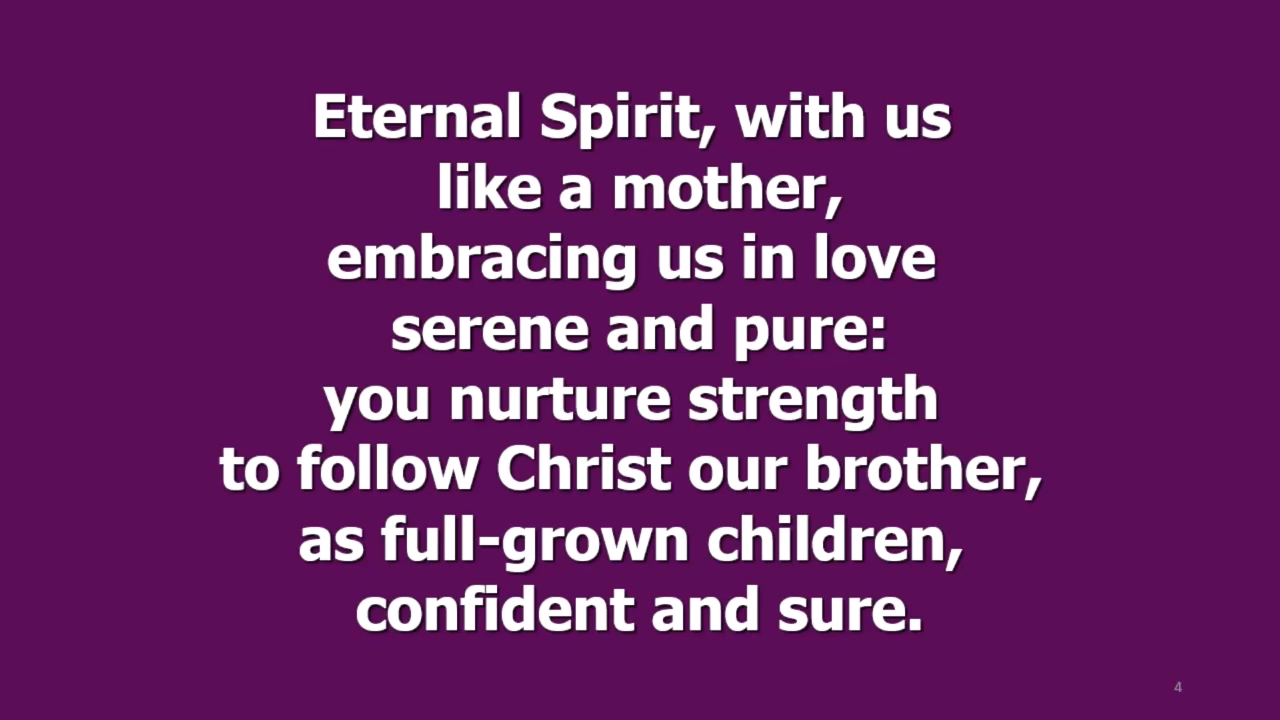 Eternal Spirit, with us
like a mother,
embracing us in love
serene and pure:
you nurture strength
to follow Christ our brother,
as full-grown children,
confident and sure.
4